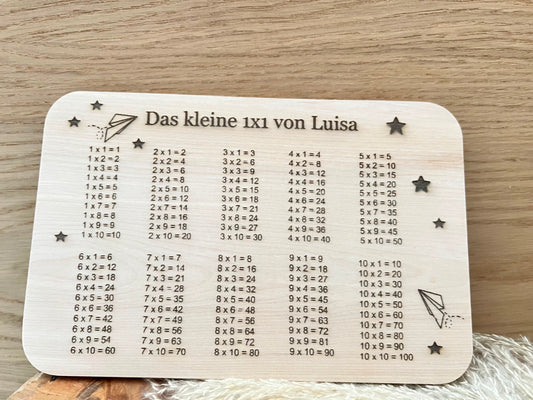 Das kleine 1x1 von Luisa
1 x 1 = 1
1 x 2 = 2
1 x 3 = 3
1 x 4 = 4
1 x 5 = 5
1 x 6 = 6
1 x 7 = 7
1 x 8 = 8
1 x 9 = 9
1 x 10 = 10
2 x 1 = 2
2 x 2 = 4
2 x 3 = 6
2 x 4 = 8
2 x 5 = 10
2 x 6 = 12
2 x 7 = 14
2 x 8 = 16
2 x 9 = 18
2 x 10 = 20
3 x 1 = 3
3 x 2 = 6
3 x 3 = 9
3 x 4 = 12
3 x 5 = 15
3 x 6 = 18
3 x 7 = 21
3 x 8 = 24
3 x 9 = 27
3 x 10 = 30
4 x 1 = 4
4 x 2 = 8
4 x 3 = 12
4 x 4 = 16
4 x 5 = 20
4 x 6 = 24
4 x 7 = 28
4 x 8 = 32
4 x 9 = 36
4 x 10 = 40
5 x 1 = 5
5 x 2 = 10
5 x 3 = 15
5 x 4 = 20
5 x 5 = 25
5 x 6 = 30
5 x 7 = 35
5 x 8 = 40
5 x 9 = 45
5 x 10 = 50
6 x 1 = 6
6 x 2 = 12
6 x 3 = 18
6 x 4 = 24
6 x 5 = 30
6 x 6 = 36
6 x 7 = 42
6 x 8 = 48
6 x 9 = 54
6 x 10 = 60
7 x 1 = 7
7 x 2 = 14
7 x 3 = 21
7 x 4 = 28
7 x 5 = 35
7 x 6 = 42
7 x 7 = 49
7 x 8 = 56
7 x 9 = 63
7 x 10 = 70
8 x 1 = 8
8 x 2 = 16
8 x 3 = 24
8 x 4 = 32
8 x 5 = 40
8 x 6 = 48
8 x 7 = 56
8 x 8 = 64
8 x 9 = 72
8 x 10 = 80
9 x 1 = 9
9 x 2 = 18
9 x 3 = 27
9 x 4 = 36
9 x 5 = 45
9 x 6 = 54
9 x 7 = 63
9 x 8 = 72
9 x 9 = 81
9 x 10 = 90
10 x 1 = 10
10 x 2 = 20
10 x 3 = 30
10 x 4 = 40
10 x 5 = 50
10 x 6 = 60
10 x 7 = 70
10 x 8 = 80
10 x 9 = 90
10 x 10 = 100